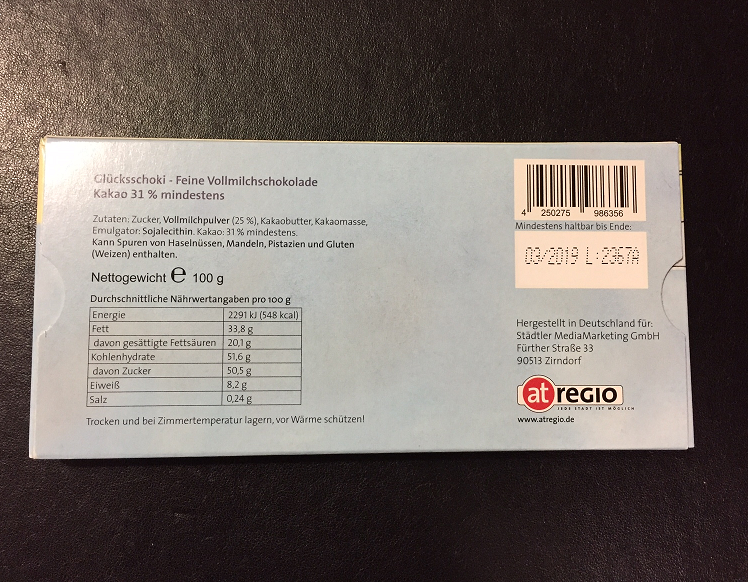 Glücksschoki - Feine Vollmilchschokolade
Kakao 31 % mindestens
Zutaten: Zucker, Vollmilchpulver (25 %), Kakaobutter, Kakaomasse,
Emulgator: Sojalecithin. Kakao: 31 % mindestens.
Kann Spuren von Haselnüssen, Mandeln, Pistazien und Gluten
(Weizen) enthalten.
Nettogewicht ℮ 100 g
Durchschnittliche Nährwertangaben pro 100 g
Energie 2291 kJ (548 kcal)
Fett 33,8 g
davon gesättigte Fettsäuren 20,1 g
Kohlenhydrate 51,6 g
davon Zucker 50,5 g
Eiweiß 8,2 g
Salz 0,24 g
Trocken und bei Zimmertemperatur lagern, vor Wärme schützen!
4 250275 986356
Mindestens haltbar bis Ende:
03/2019 L:2367A
Hergestellt in Deutschland für:
Städtler MediaMarketing GmbH
Fürther Straße 33
90513 Zirndorf
atREGIO
JEDE STADT IST MÖGLICH
www.atregio.de